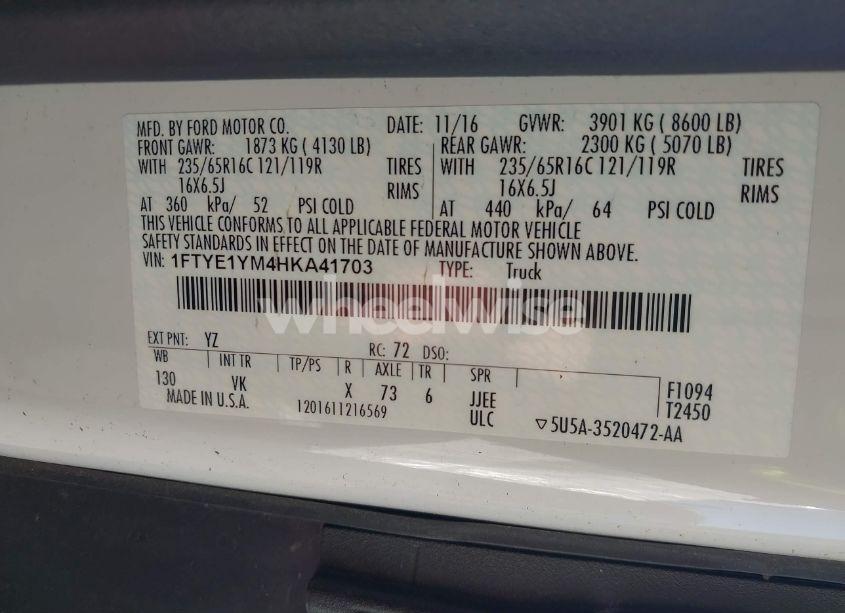 MFD. BY FORD MOTOR CO. DATE: 11/16 GVWR: 3901 KG ( 8600 LB)
FRONT GAWR: 1873 KG ( 4130 LB) REAR GAWR: 2300 KG ( 5070 LB)
WITH 235/65R16C 121/119R TIRES WITH 235/65R16C 121/119R TIRES
16X6.5J RIMS 16X6.5J RIMS
AT 360 kPa/ 52 PSI COLD AT 440 kPa/ 64 PSI COLD
THIS VEHICLE CONFORMS TO ALL APPLICABLE FEDERAL MOTOR VEHICLE
SAFETY STANDARDS IN EFFECT ON THE DATE OF MANUFACTURE SHOWN ABOVE.
VIN: 1FTYE1YM4HKA41703 TYPE: Truck
wheelwise
EXT PNT: YZ RC: 72 DSO:
WB INT TR TP/PS R AXLE TR SPR
130 VK X 73 6 JJEE F1094
MADE IN U.S.A. 1201611216569 ULC ▽5U5A-3520472-AA T2450